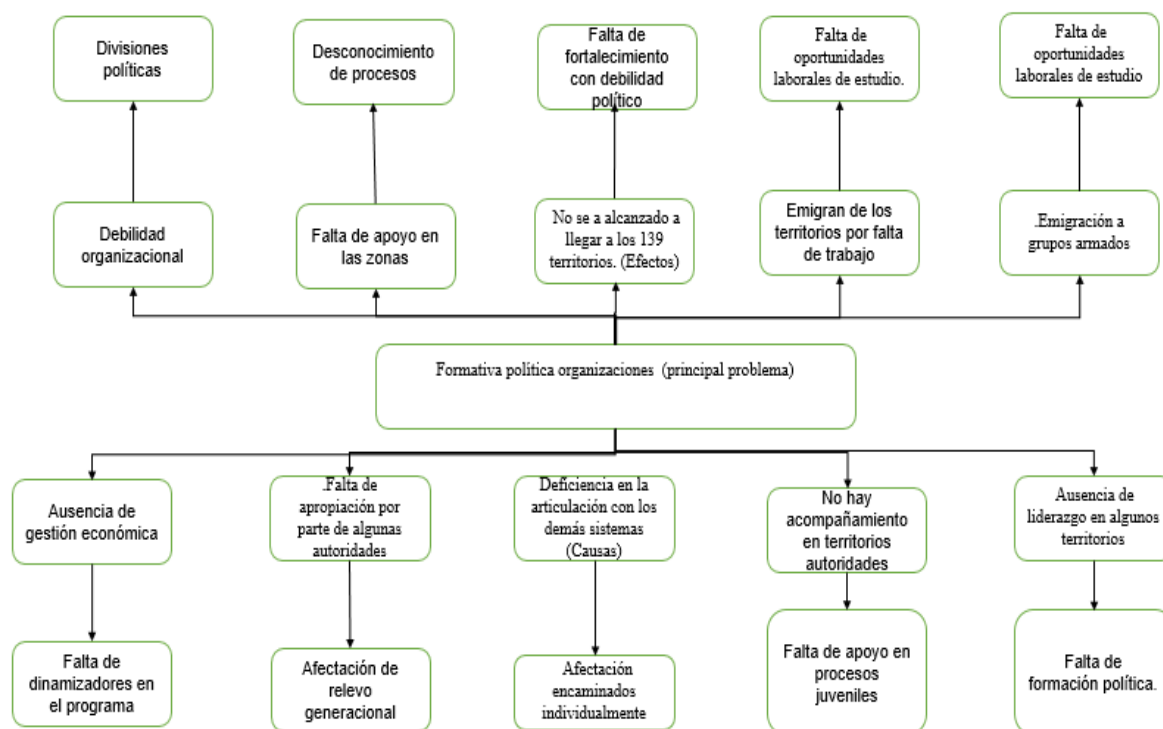 Divisiones
políticas
Desconocimiento
de procesos
Falta de
fortalecimiento
con debilidad
político
Falta de
oportunidades
laborales de estudio.
Falta de
oportunidades
laborales de estudio
Debilidad
organizacional
Falta de apoyo en
las zonas
No se a alcanzado a
llegar a los 139
territorios. (Efectos)
Emigran de los
territorios por falta
de trabajo
.Emigración a
grupos armados
Formativa política organizaciones (principal problema)
Ausencia de
gestión económica
.Falta de
apropiación por
parte de algunas
autoridades
Deficiencia en la
articulación con los
demás sistemas
(Causas)
No hay
acompañamiento
en territorios
autoridades
Ausencia de
liderazgo en algunos
territorios
Falta de
dinamizadores en
el programa
Afectación de
relevo
generacional
Afectación
encaminados
individualmente
Falta de apoyo en
procesos
juveniles
Falta de
formación política.